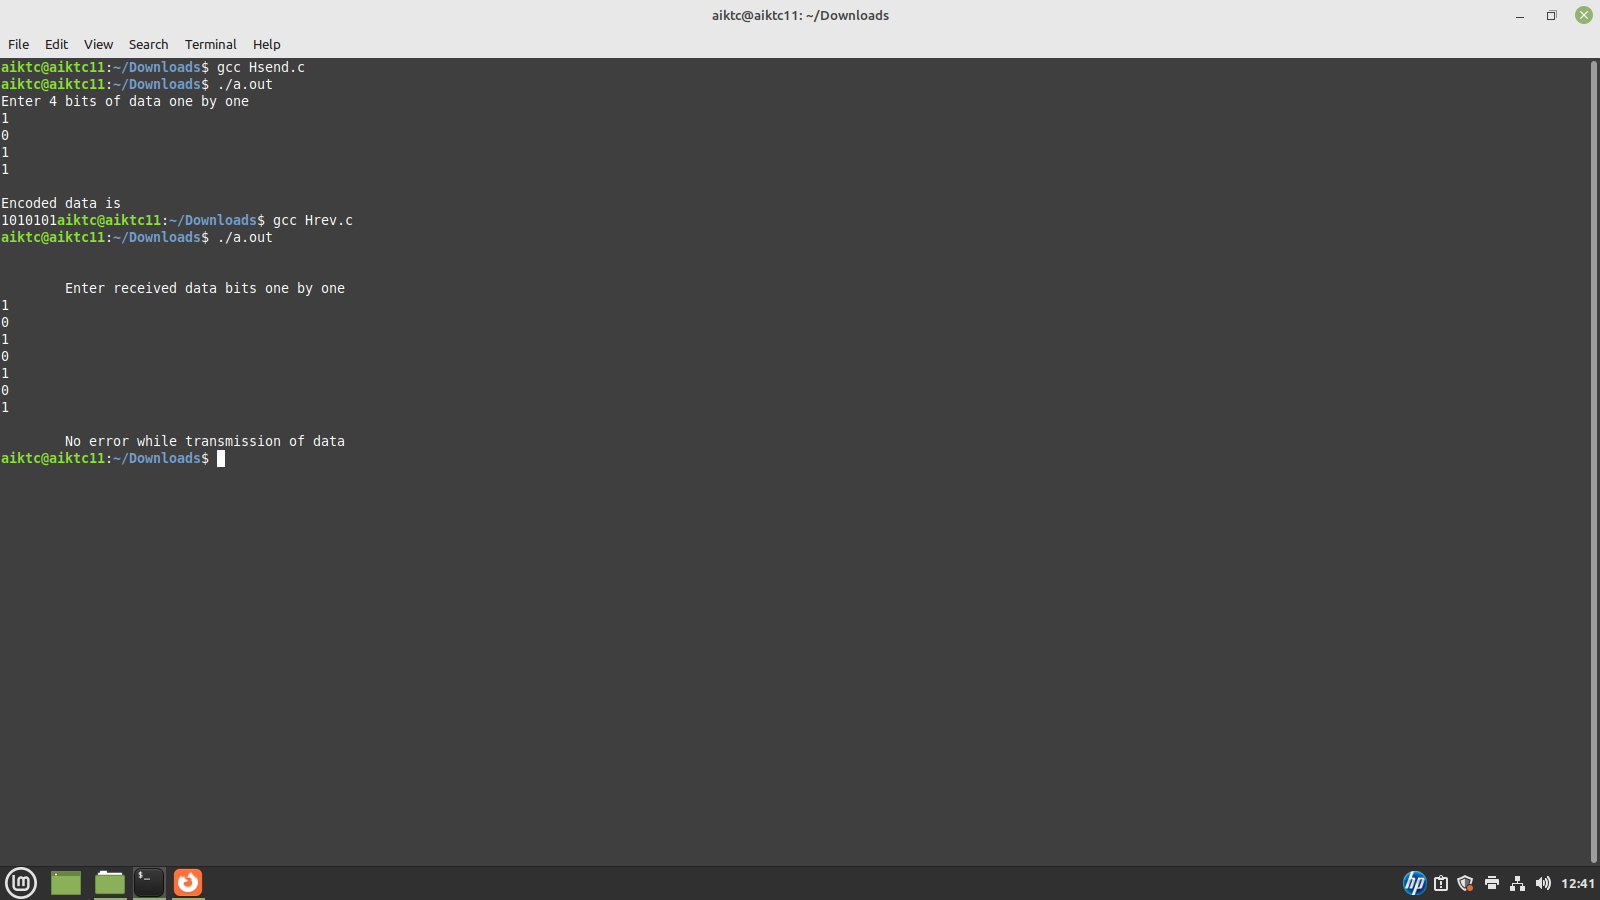 aiktc@aiktc11: ~/Downloads
File Edit View Search Terminal Help
aiktc@aiktc11:~/Downloads$ gcc Hsend.c
aiktc@aiktc11:~/Downloads$ ./a.out
Enter 4 bits of data one by one
1
0
1
1
Encoded data is
1010101aiktc@aiktc11:~/Downloads$ gcc Hrev.c
aiktc@aiktc11:~/Downloads$ ./a.out
Enter received data bits one by one
1
0
1
0
1
0
1
No error while transmission of data
aiktc@aiktc11:~/Downloads$
$_
hp 12:41